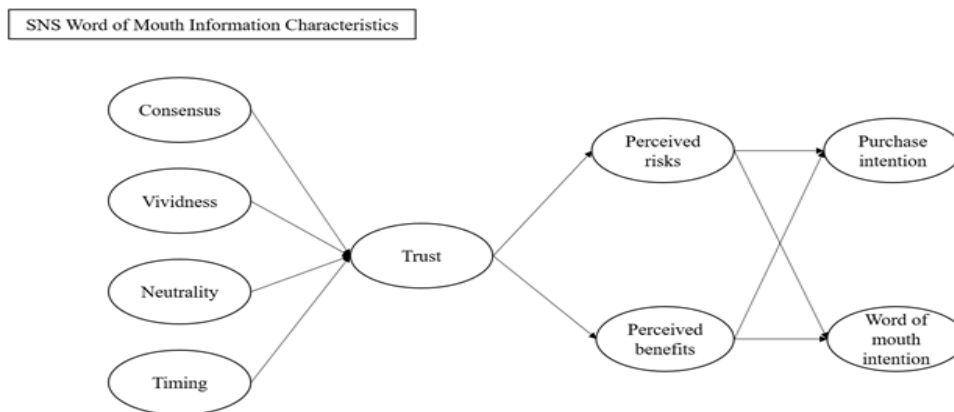 SNS Word of Mouth Information Characteristics
Consensus
Vividness
Neutrality
Timing
Trust
Perceived
risks
Perceived
benefits
Purchase
intention
Word of
mouth
intention